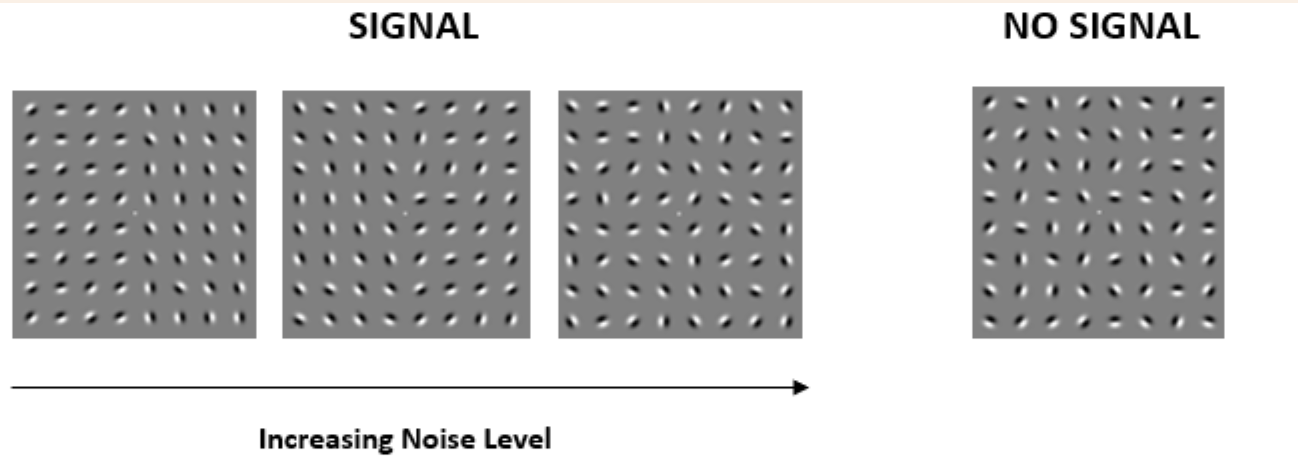 SIGNAL
NO SIGNAL
Increasing Noise Level